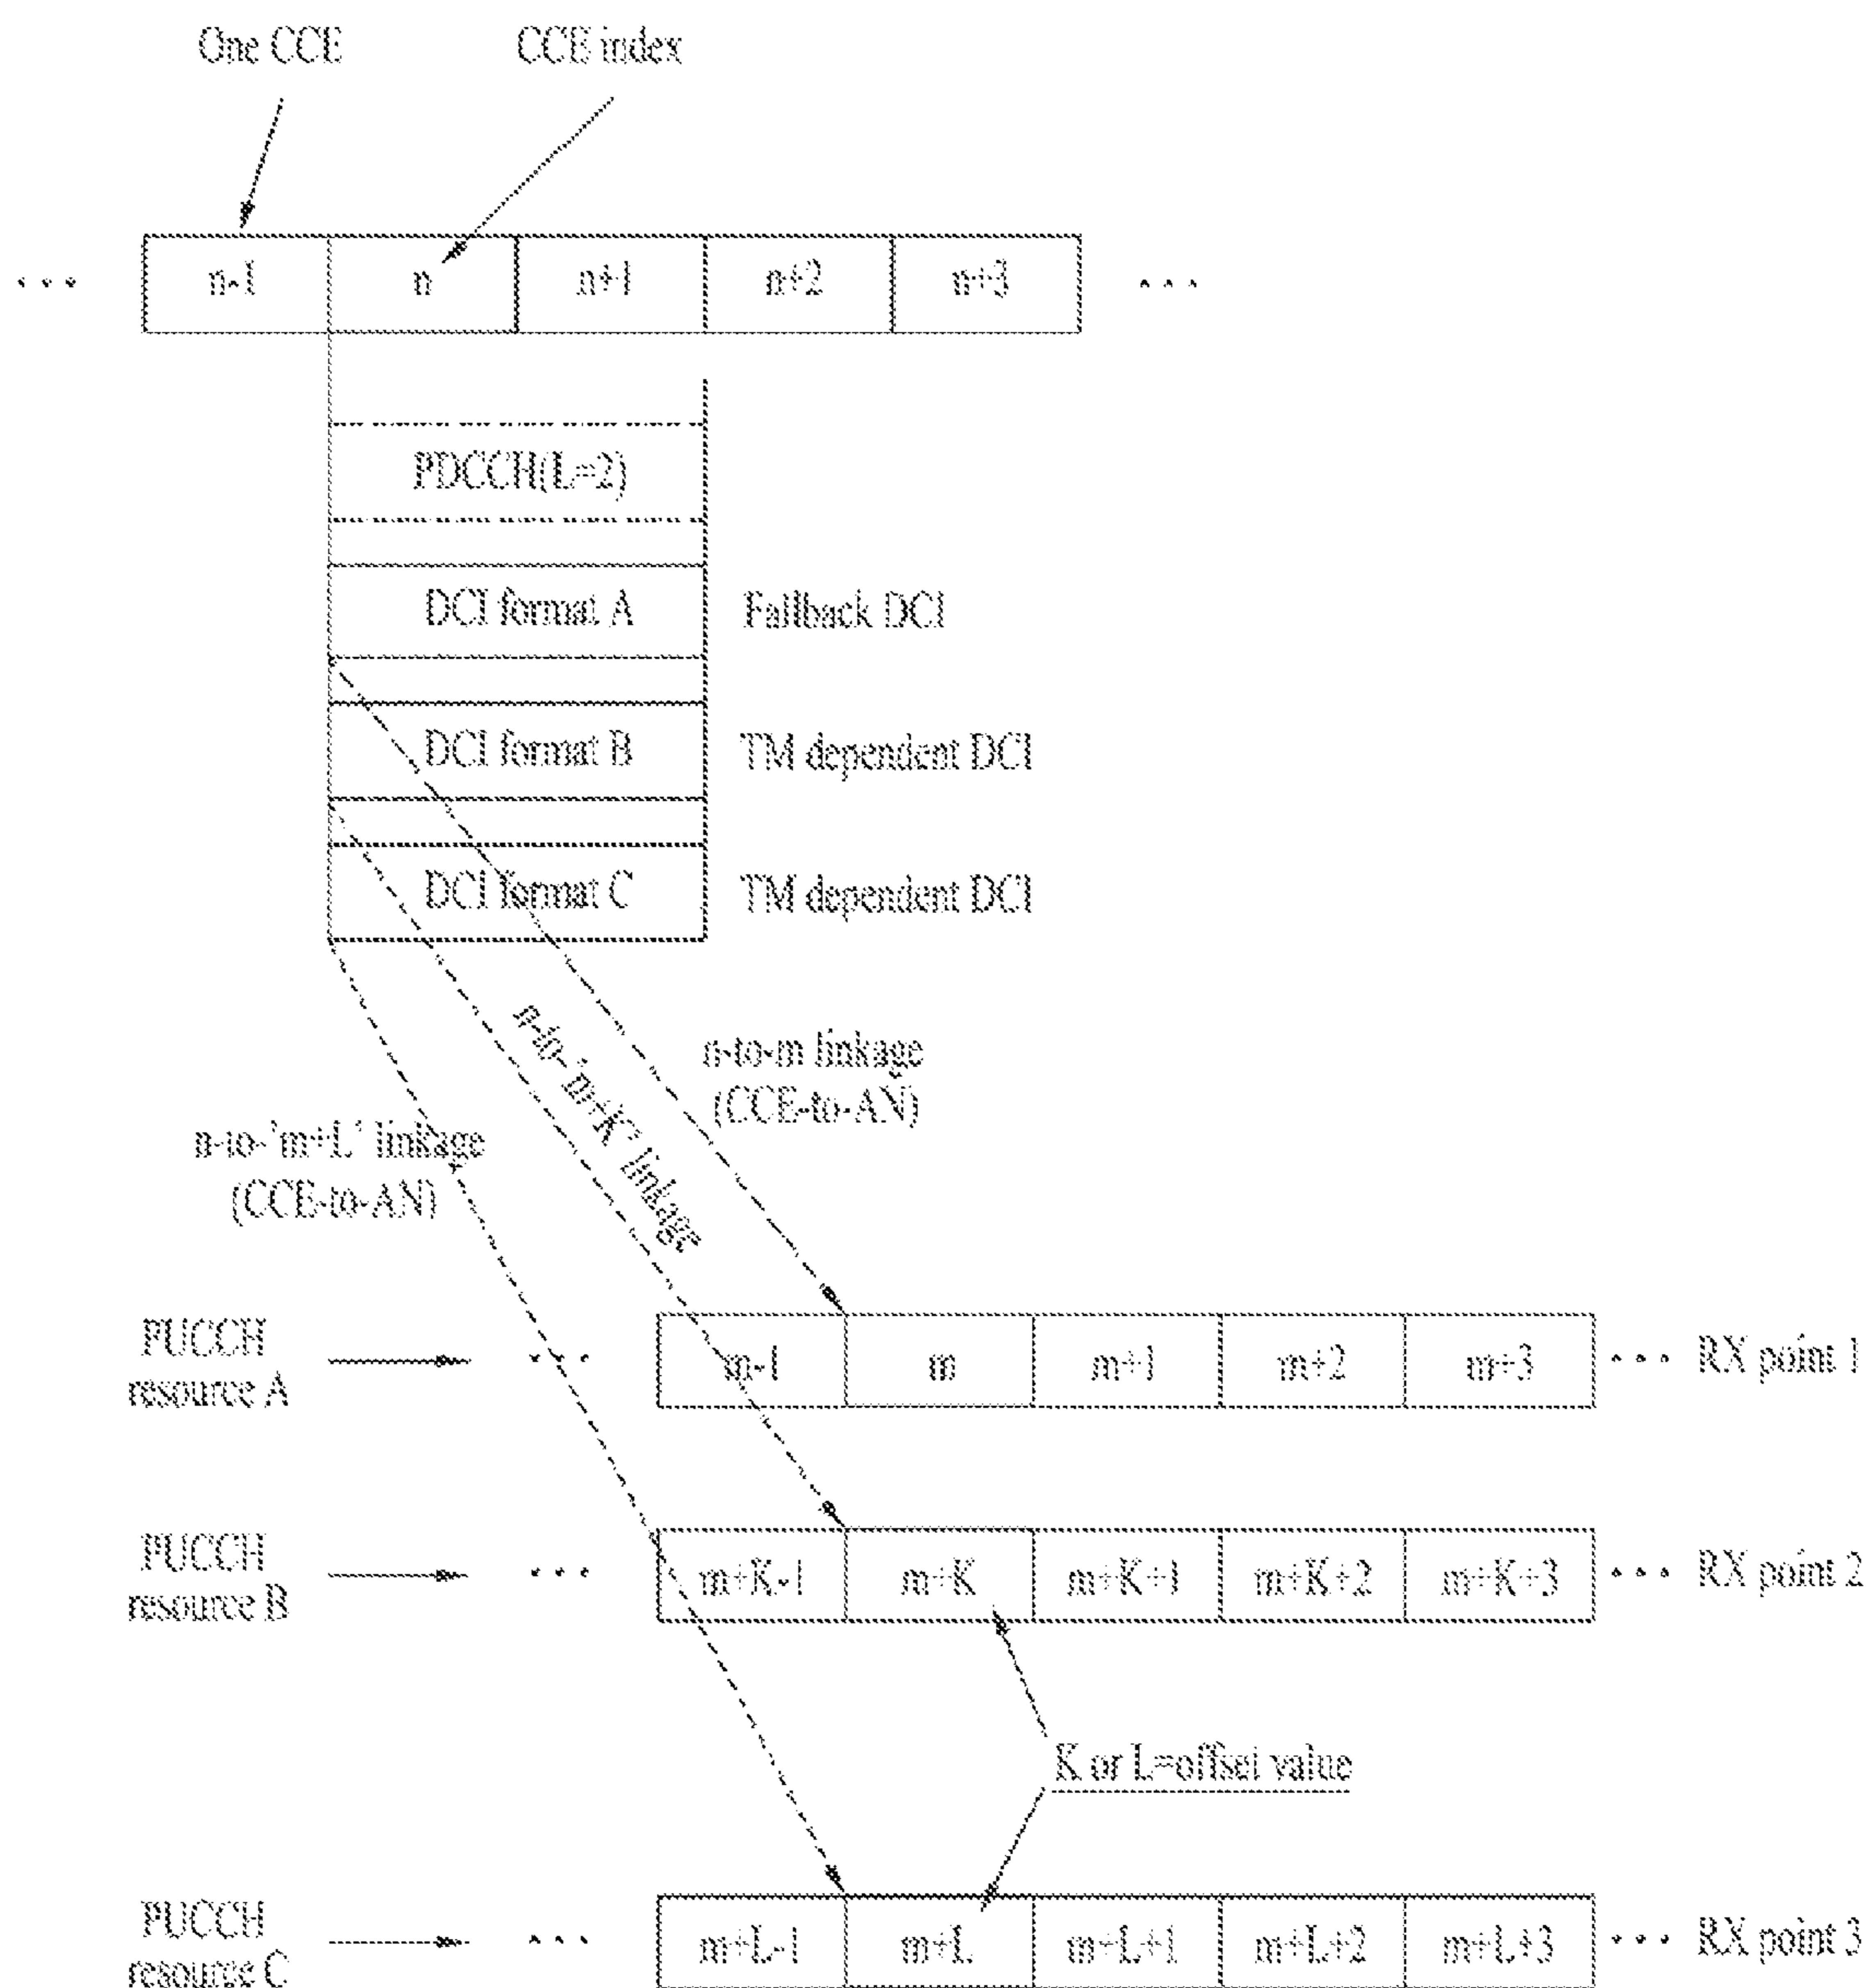 One CCE CCE index
... n-1 n n+1 n+2 n+3 ...
PDCCH(L=2)
DCI format A Fallback DCI
DCI format B TM dependent DCI
DCI format C TM dependent DCI
n-to-m linkage
(CCE-to-AN)
n-to-'m+K' linkage
n-to-'m+L' linkage
(CCE-to-AN)
PUCCH
resource A
... m-1 m m+1 m+2 m+3 ... RX point 1
PUCCH
resource B
... m+K-1 m+K m+K+1 m+K+2 m+K+3 ... RX point 2
K or L=offset value
PUCCH
resource C
... m+L-1 m+L m+L+1 m+L+2 m+L+3 ... RX point 3